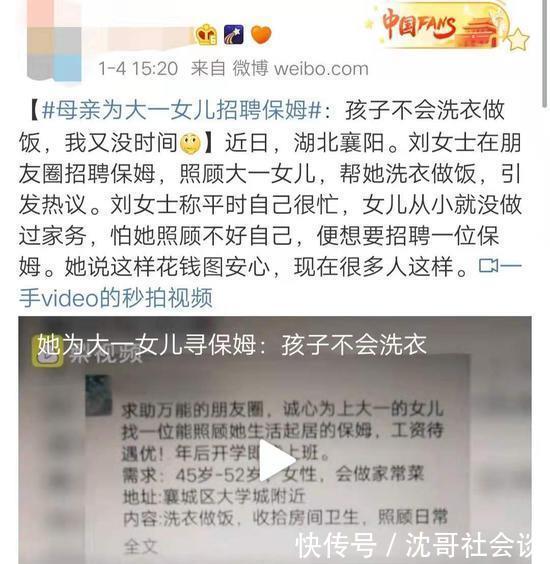 中国FANS
1-4 15:20 来自 微博 weibo.com
【#母亲为大一女儿招聘保姆#：孩子不会洗衣做
饭，我又没时间】近日，湖北襄阳。刘女士在朋
友圈招聘保姆，照顾大一女儿，帮她洗衣做饭，引
发热议。刘女士称平时自己很忙，女儿从小就没做
过家务，怕她照顾不好自己，便想要招聘一位保
姆。她说这样花钱图安心，现在很多人这样。一
手video的秒拍视频
她为大一女儿寻保姆：孩子不会洗衣
求助万能的朋友圈，诚心为上大一的女儿
找一位能照顾她生活起居的保姆，工资待
遇优！年后开学即 上班。
需求：45岁-52岁，女性，会做家常菜
地址:襄城区大学城附近
内容:洗衣做饭，收拾房间卫生，照顾日常
全文
快传号／沈哥社会谈